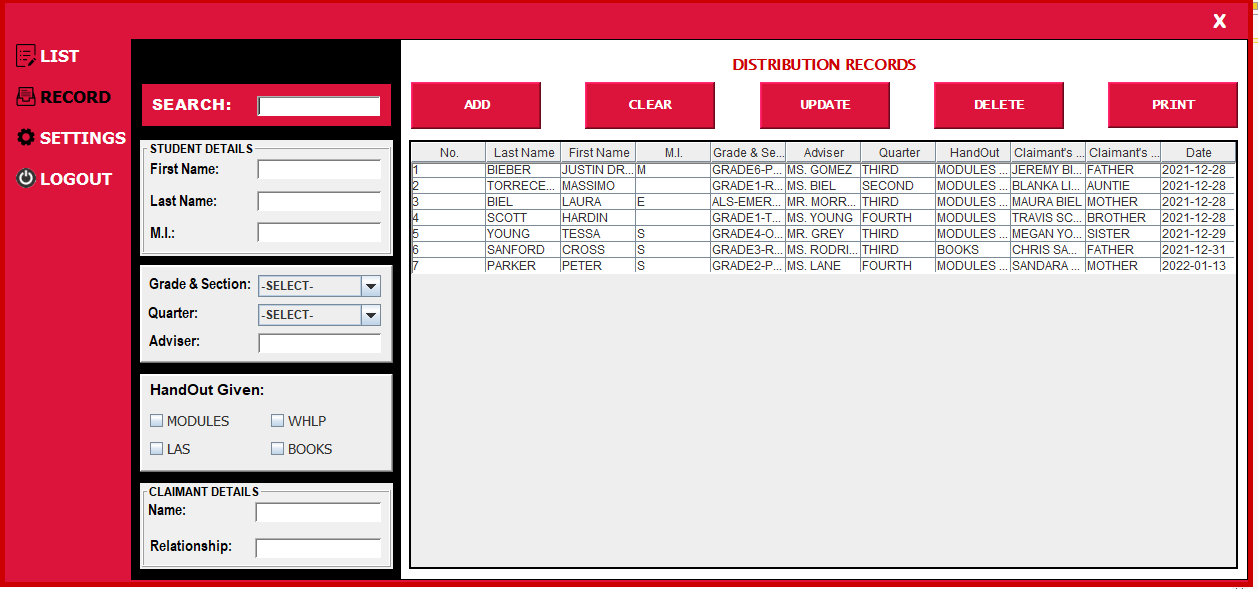 X
LIST
RECORD
SETTINGS
LOGOUT
SEARCH:
STUDENT DETAILS
First Name:
Last Name:
M.I.:
Grade & Section: -SELECT-
Quarter: -SELECT-
Adviser:
HandOut Given:
MODULES WHLP
LAS BOOKS
CLAIMANT DETAILS
Name:
Relationship:
DISTRIBUTION RECORDS
ADD CLEAR UPDATE DELETE PRINT
No. Last Name First Name M.I. Grade & Se... Adviser Quarter HandOut Claimant's ... Claimant's ... Date
1 BIEBER JUSTIN DR... M GRADE6-P... MS. GOMEZ THIRD MODULES ... JEREMY BI... FATHER 2021-12-28
2 TORRECE... MASSIMO GRADE1-R... MS. BIEL SECOND MODULES ... BLANKA LI... AUNTIE 2021-12-28
3 BIEL LAURA E ALS-EMER... MR. MORR... THIRD MODULES ... MAURA BIEL MOTHER 2021-12-28
4 SCOTT HARDIN GRADE1-T... MS. YOUNG FOURTH MODULES TRAVIS SC... BROTHER 2021-12-28
5 YOUNG TESSA S GRADE4-O... MR. GREY THIRD MODULES ... MEGAN YO... SISTER 2021-12-29
6 SANFORD CROSS S GRADE3-R... MS. RODRI... THIRD BOOKS CHRIS SA... FATHER 2021-12-31
7 PARKER PETER S GRADE2-P... MS. LANE FOURTH MODULES ... SANDARA ... MOTHER 2022-01-13